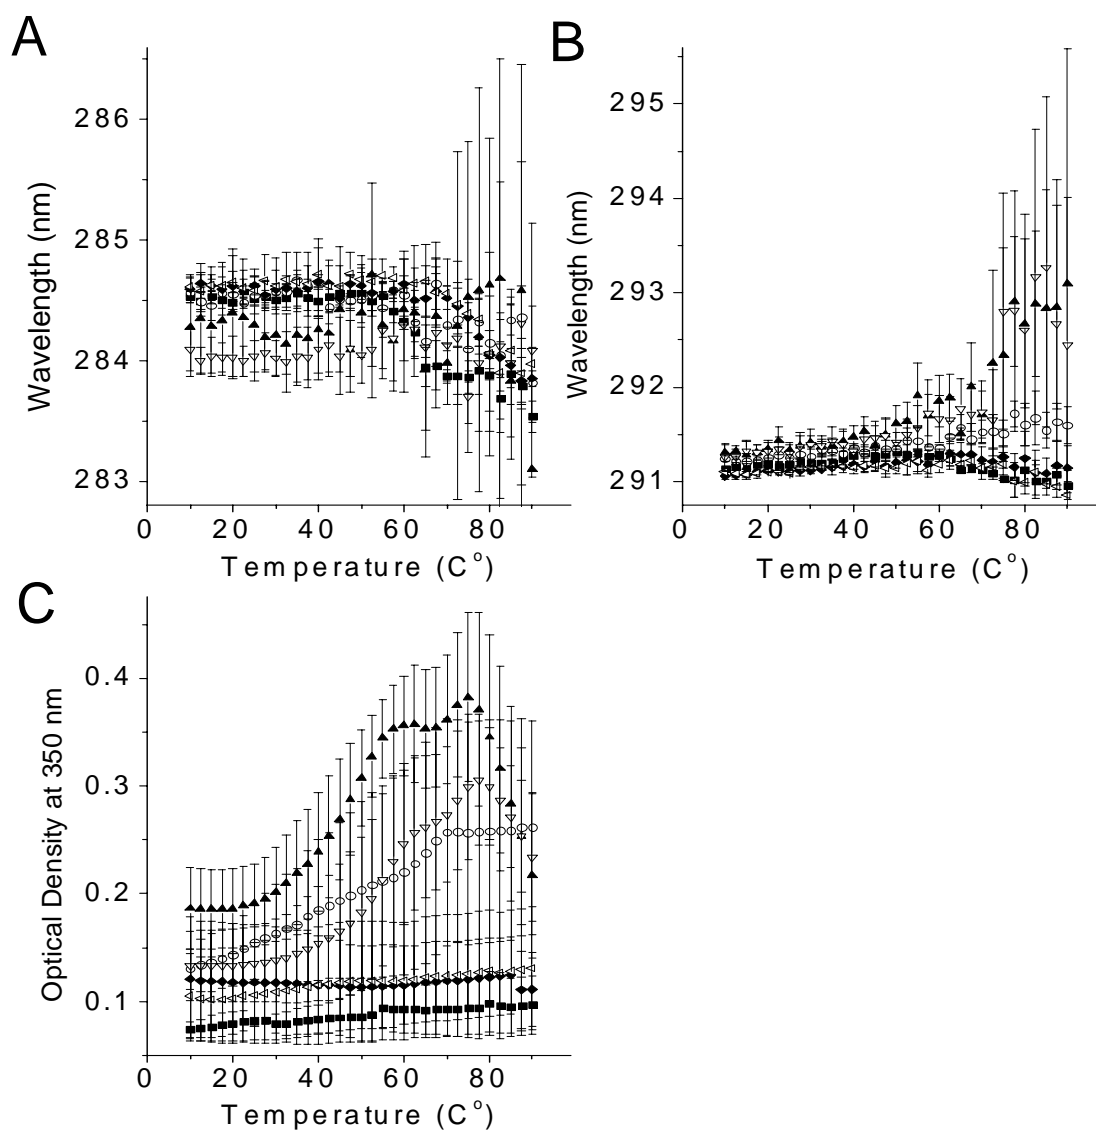 A
B
286
285
284
283
Wavelength (nm)
0 20 40 60 80
Temperature (C°)
295
294
293
292
291
Wavelength (nm)
0 20 40 60 80
Temperature (C°)
C
0.4
0.3
0.2
0.1
Optical Density at 350 nm
0 20 40 60 80
Temperature (C°)